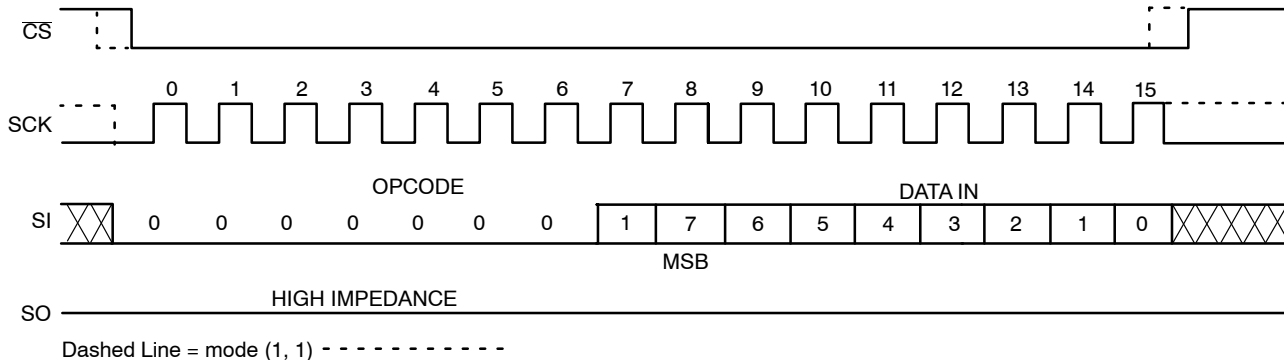 CS
0 1 2 3 4 5 6 7 8 9 10 11 12 13 14 15
SCK
OPCODE DATA IN
SI 0 0 0 0 0 0 0 1 7 6 5 4 3 2 1 0
MSB
HIGH IMPEDANCE
SO
Dashed Line = mode (1, 1) - - - - - - - - - - - -